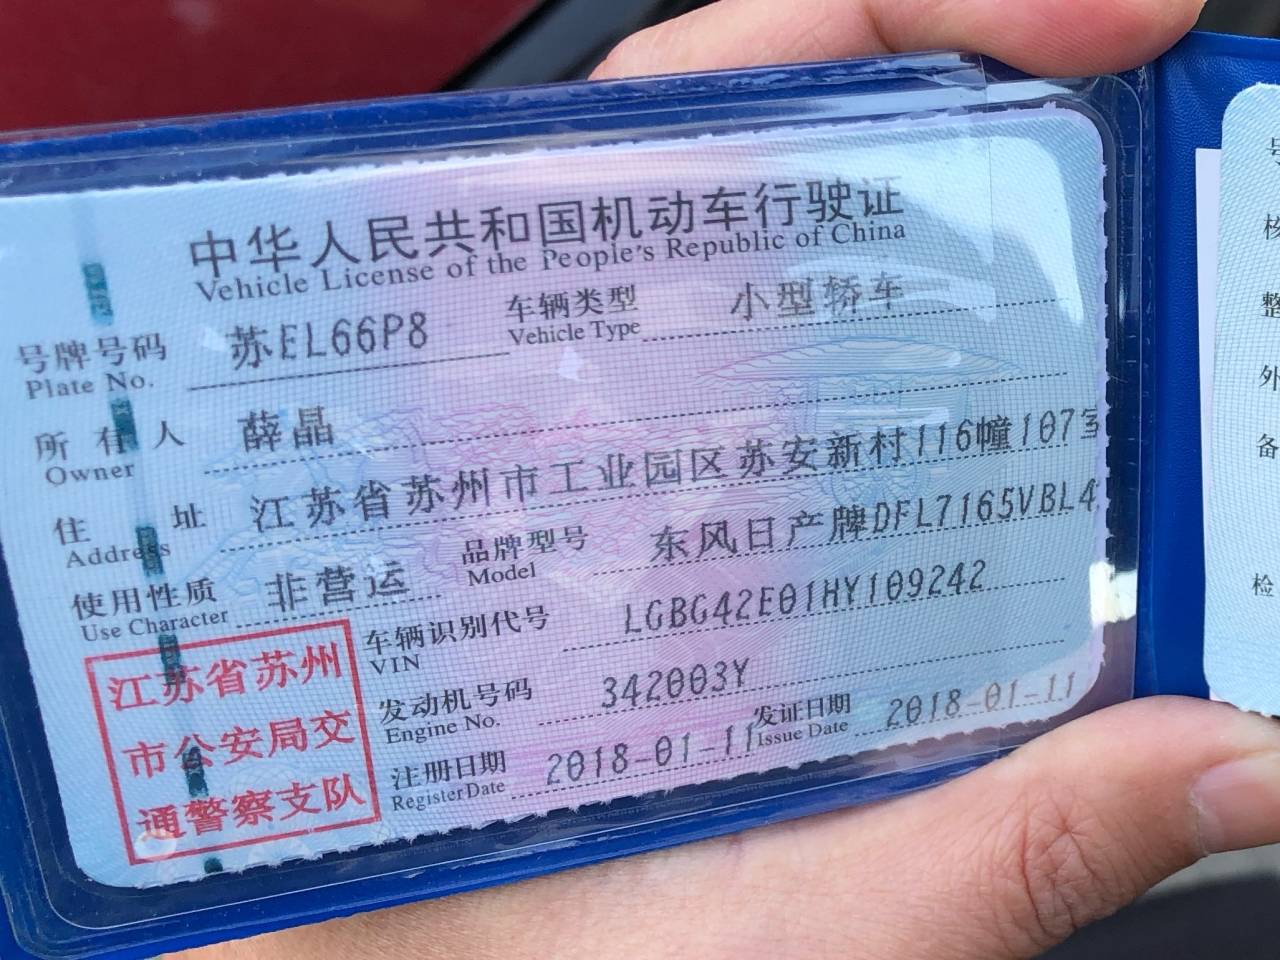 中华人民共和国机动车行驶证
Vehicle License of the People's Republic of China
号牌号码 苏EL66P8 车辆类型 小型轿车
Plate No. Vehicle Type
所有人 薛晶
Owner
住址 江苏省苏州市工业园区苏安新村116幢107室
Address
使用性质 非营运 品牌型号 东风日产牌DFL7165VBL4
Use Character Model
车辆识别代号 LGBG42E01HY109242
VIN
发动机号码 342003Y
Engine No.
注册日期 2018-01-11 发证日期 2018-01-11
Register Date Issue Date
江苏省苏州
市公安局交
通警察支队
号
核
整
外
备
检